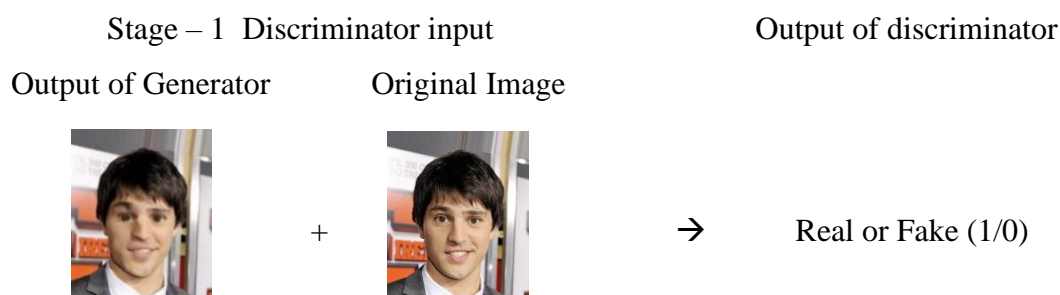 Stage – 1 Discriminator input Output of discriminator
Output of Generator Original Image
+ → Real or Fake (1/0)